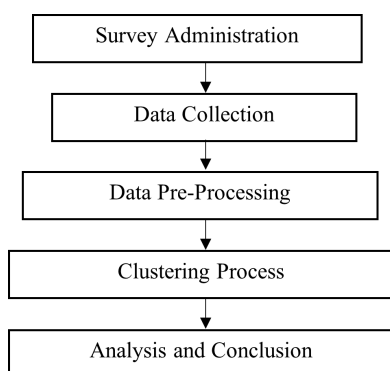 Survey Administration
Data Collection
Data Pre-Processing
Clustering Process
Analysis and Conclusion